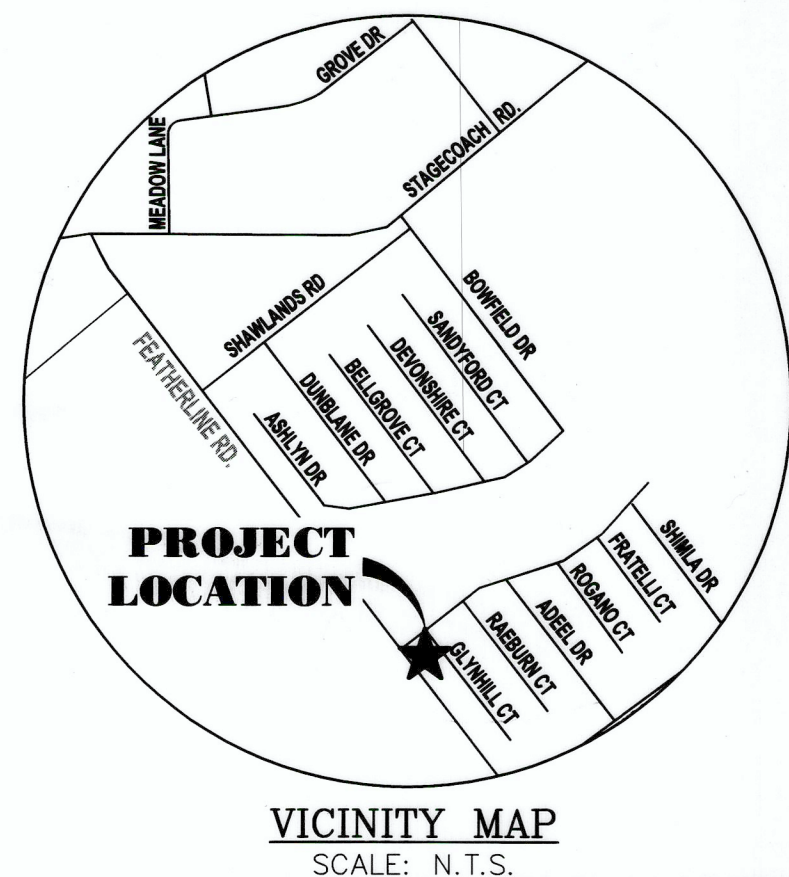 GROVE DR
MEADOW LANE
STAGECOACH RD.
SHAWLANDS RD
BOWFIELD DR
SANDYFORD CT
DEVONSHIRE CT
BELLGROVE CT
DUNBLANE DR
ASHLYN DR
FEATHERLINE RD.
PROJECT
LOCATION
SHIMLA DR
FRATELLI CT
ROGANO CT
ADEEL DR
RAEBURN CT
GLYNHILL CT
VICINITY MAP
SCALE: N.T.S.